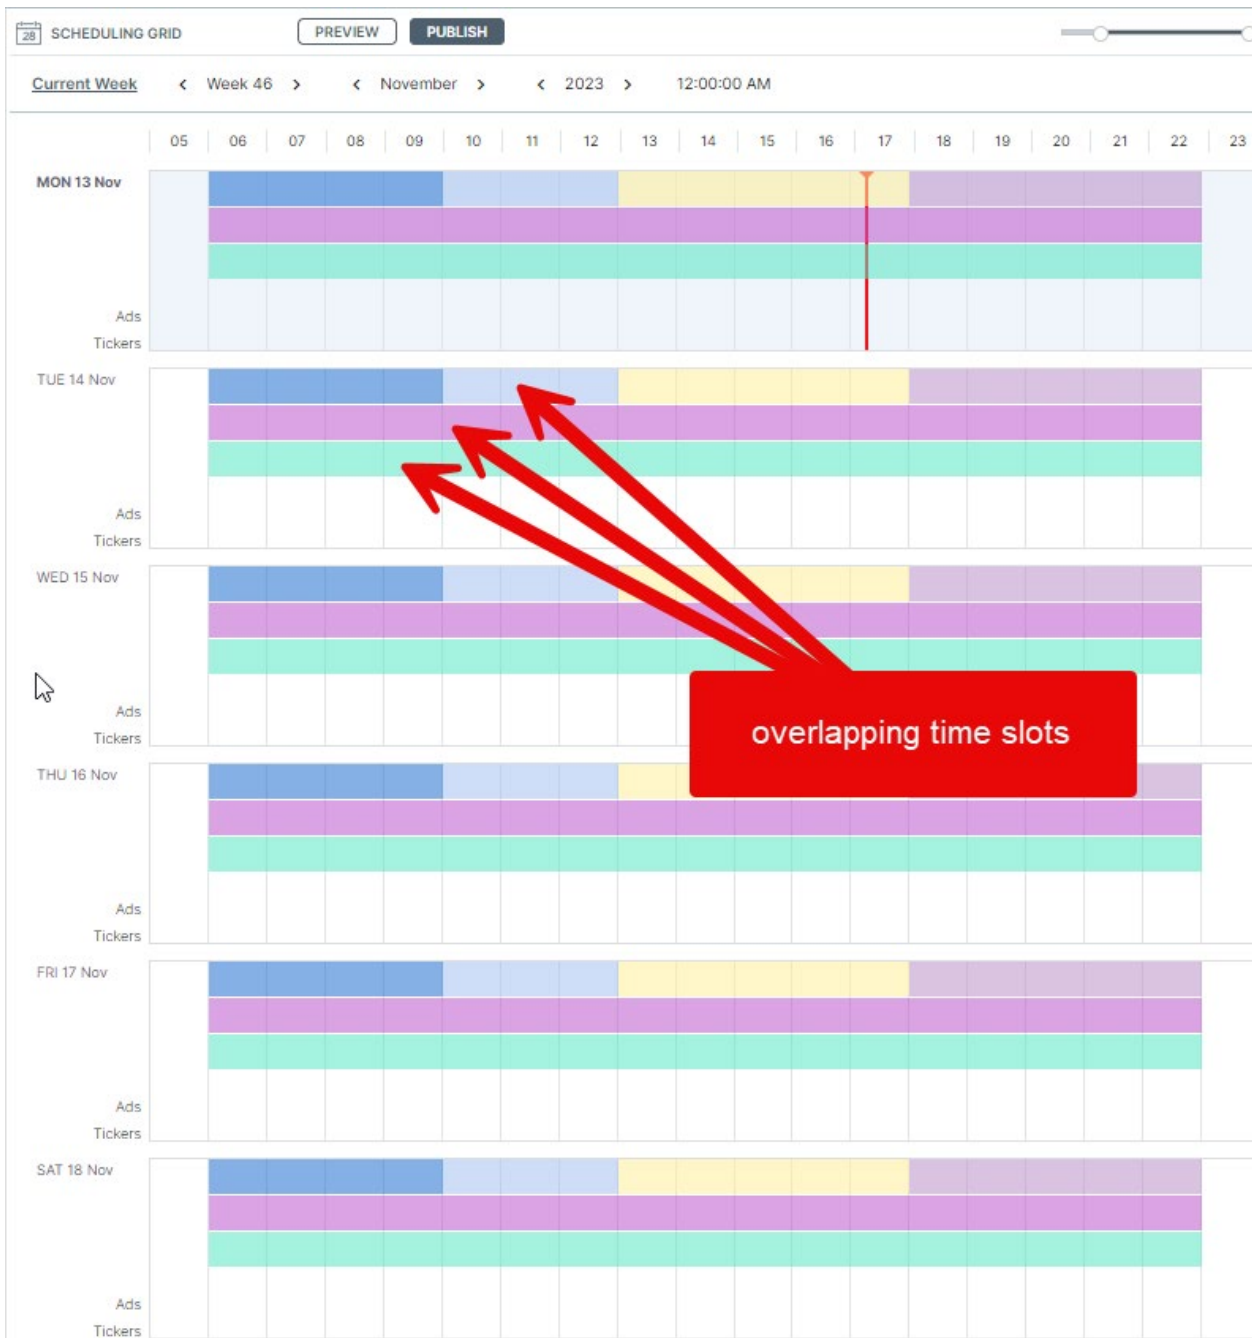 28 SCHEDULING GRID PREVIEW PUBLISH
Current Week < Week 46 > < November > < 2023 > 12:00:00 AM
05 06 07 08 09 10 11 12 13 14 15 16 17 18 19 20 21 22 23
MON 13 Nov
Ads
Tickers
TUE 14 Nov
Ads
Tickers
WED 15 Nov
Ads
Tickers
overlapping time slots
THU 16 Nov
Ads
Tickers
FRI 17 Nov
Ads
Tickers
SAT 18 Nov
Ads
Tickers